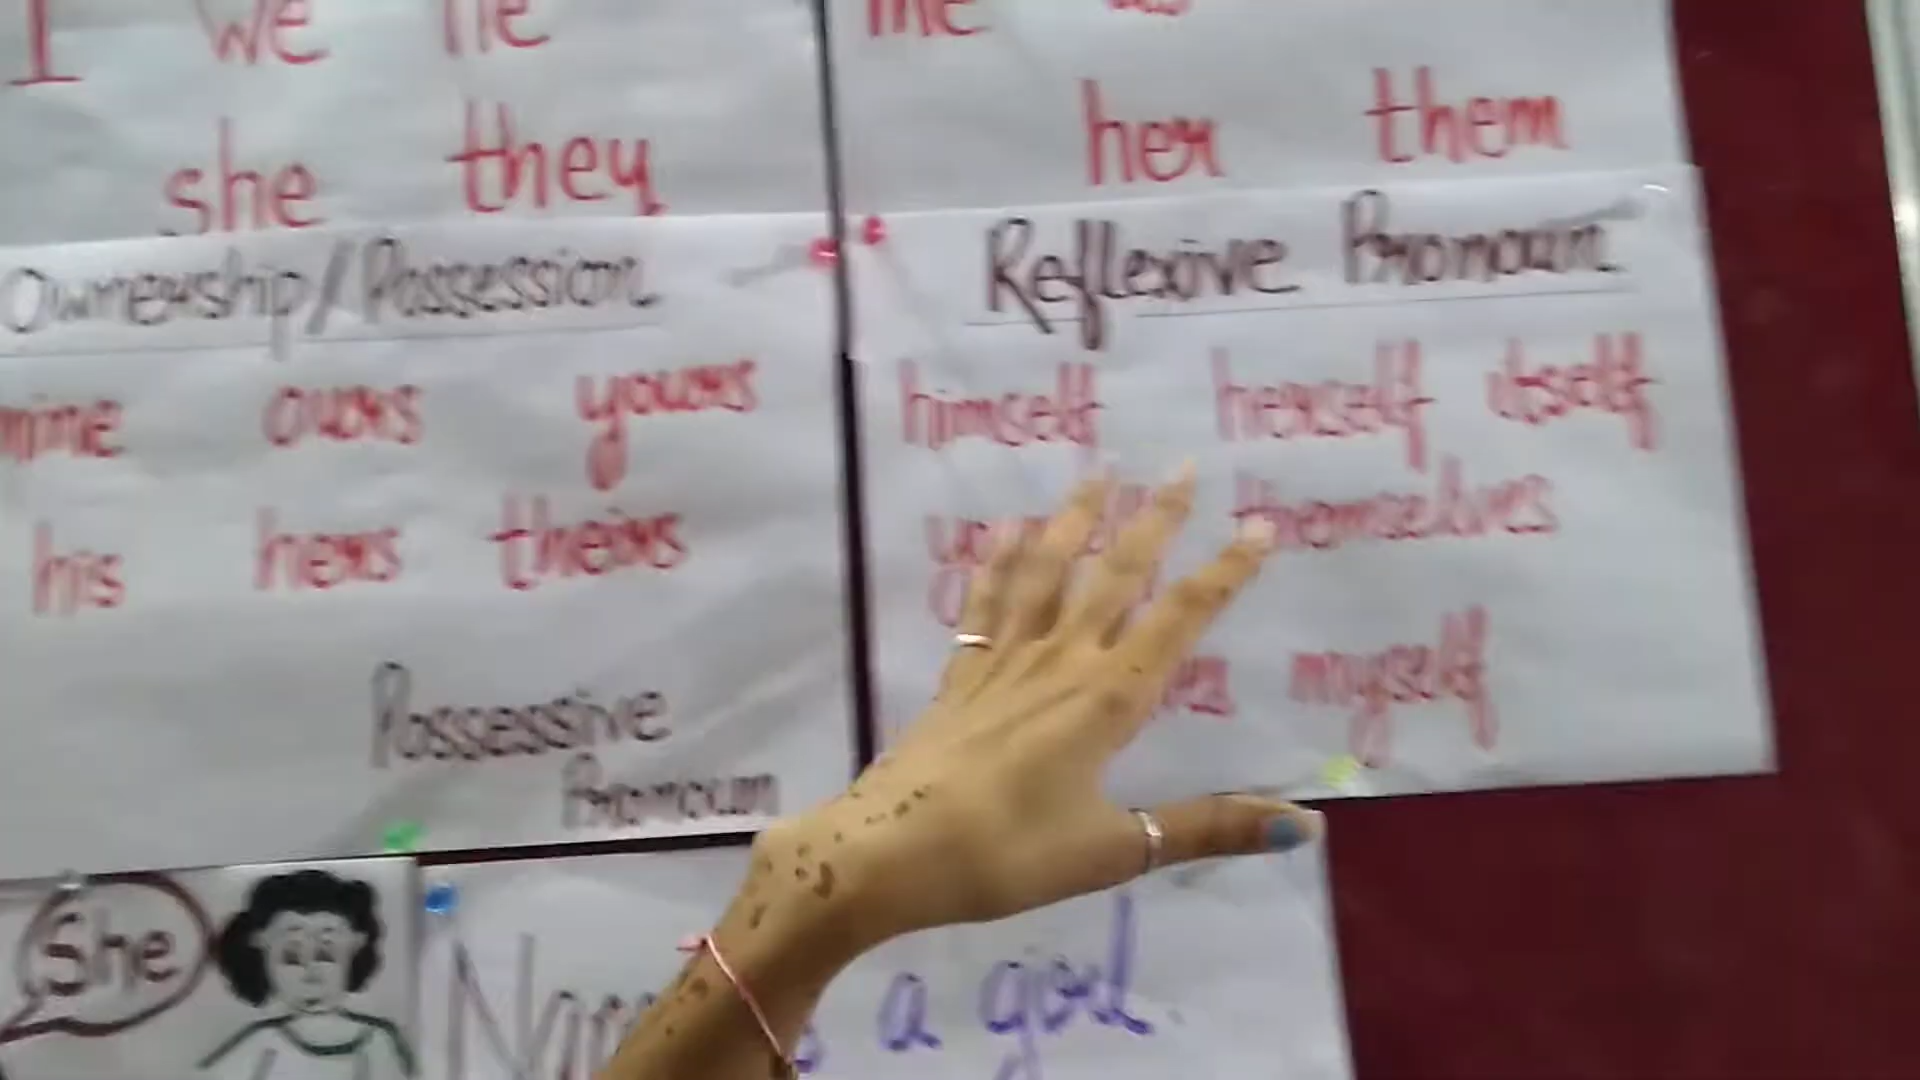 I we he
she they
me us
her them
Ownership/Possession
mine ours yours
his hers theirs
Possessive
Pronoun
Reflexive Pronoun
himself herself itself
themselves
myself
She
a girl.